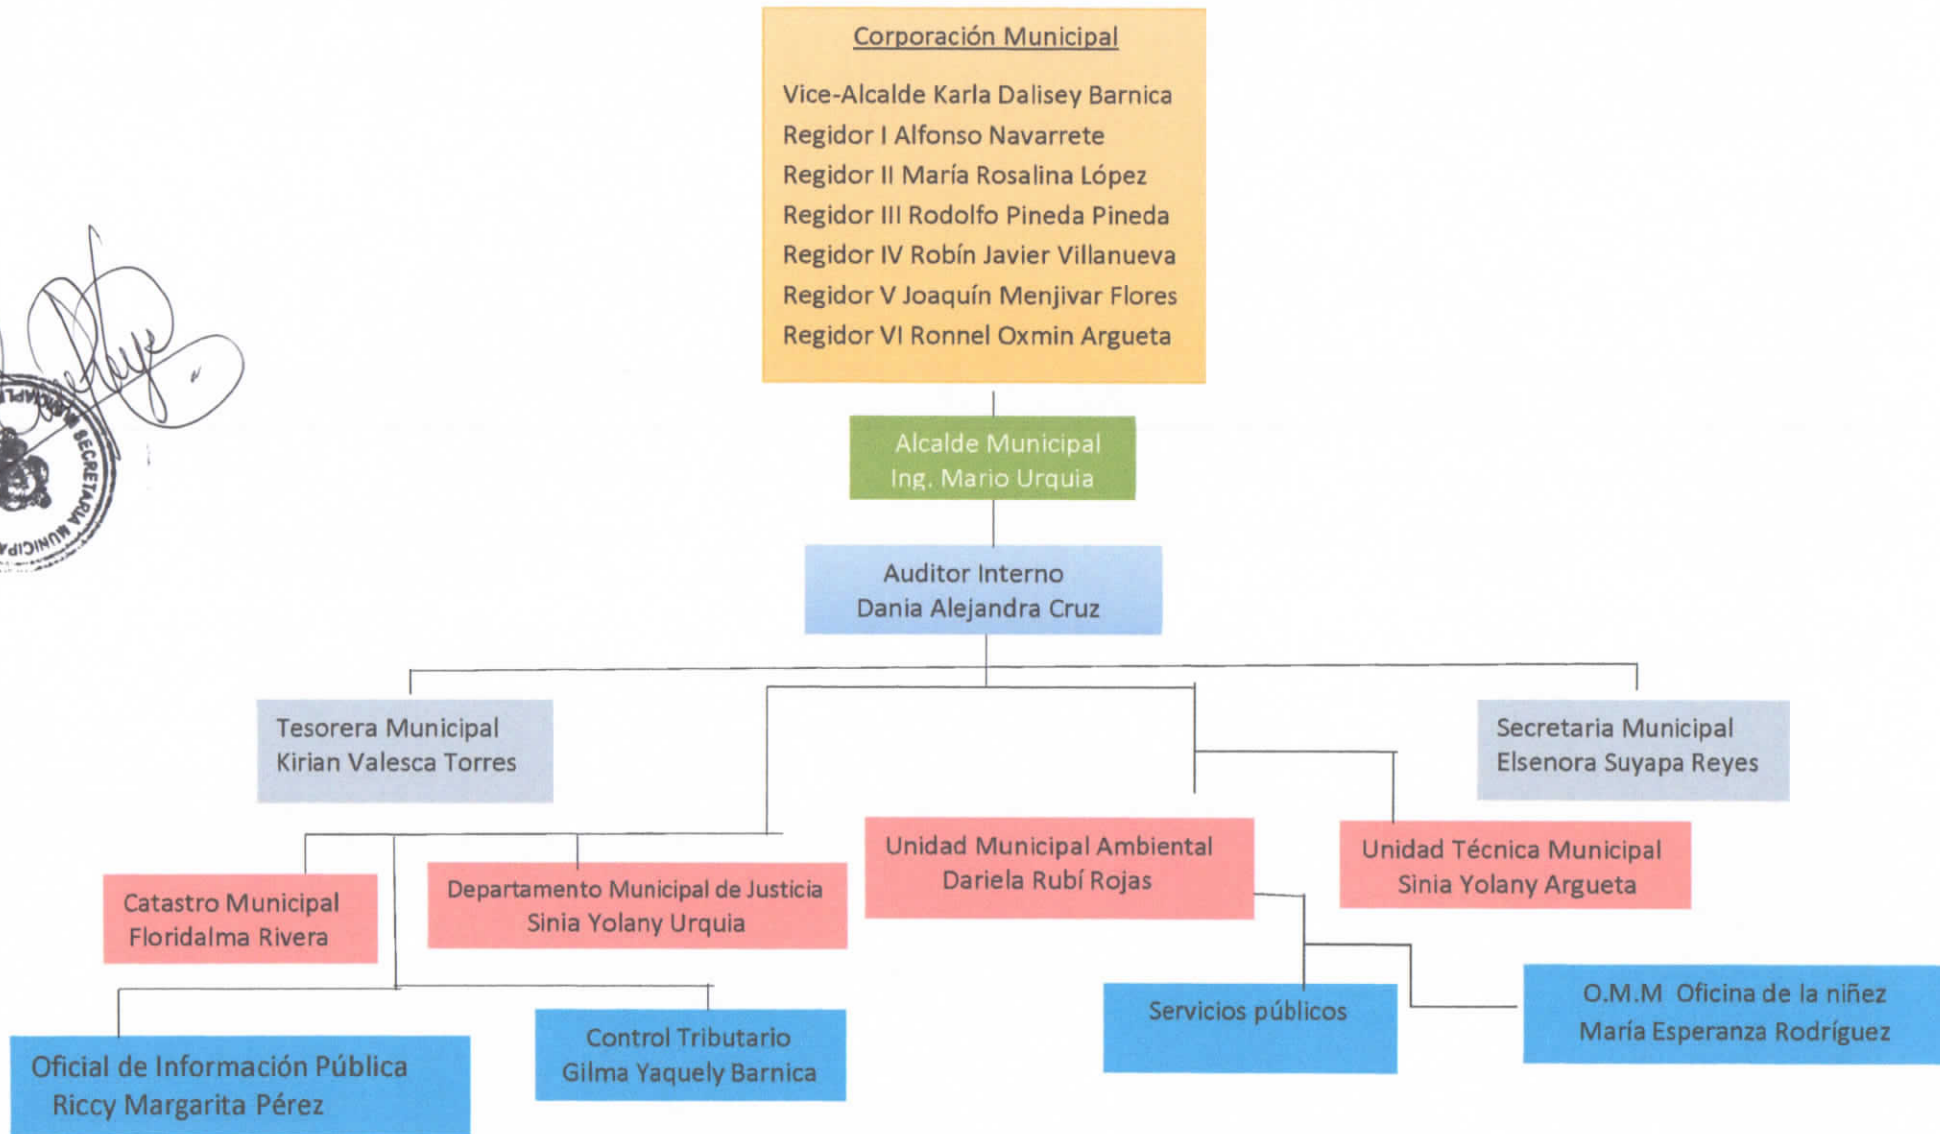 Corporación Municipal
Vice-Alcalde Karla Dalisey Barnica
Regidor I Alfonso Navarrete
Regidor II María Rosalina López
Regidor III Rodolfo Pineda Pineda
Regidor IV Robín Javier Villanueva
Regidor V Joaquín Menjivar Flores
Regidor VI Ronnel Oxmin Argueta
SECRETARIA MUNICIPA
Alcalde Municipal
Ing. Mario Urquia
Auditor Interno
Dania Alejandra Cruz
Tesorera Municipal
Kirian Valesca Torres
Secretaria Municipal
Elsenora Suyapa Reyes
Catastro Municipal
Floridalma Rivera
Departamento Municipal de Justicia
Sinia Yolany Urquia
Unidad Municipal Ambiental
Dariela Rubí Rojas
Unidad Técnica Municipal
Sinia Yolany Argueta
Oficial de Información Pública
Riccy Margarita Pérez
Control Tributario
Gilma Yaquely Barnica
Servicios públicos
O.M.M Oficina de la niñez
María Esperanza Rodríguez